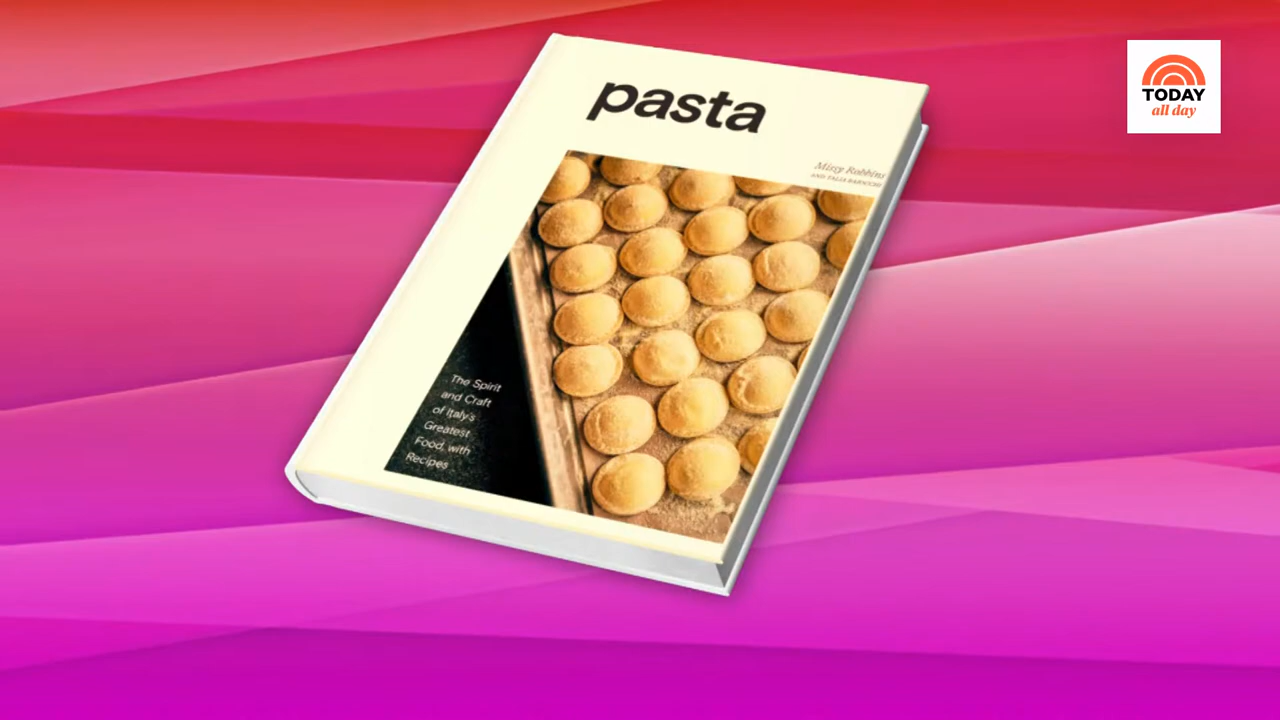 pasta
Missy Robbins
AND TALIA BAIOCCHI
The Spirit
and Craft
of Italy's
Greatest
Food, with
Recipes
TODAY
all day